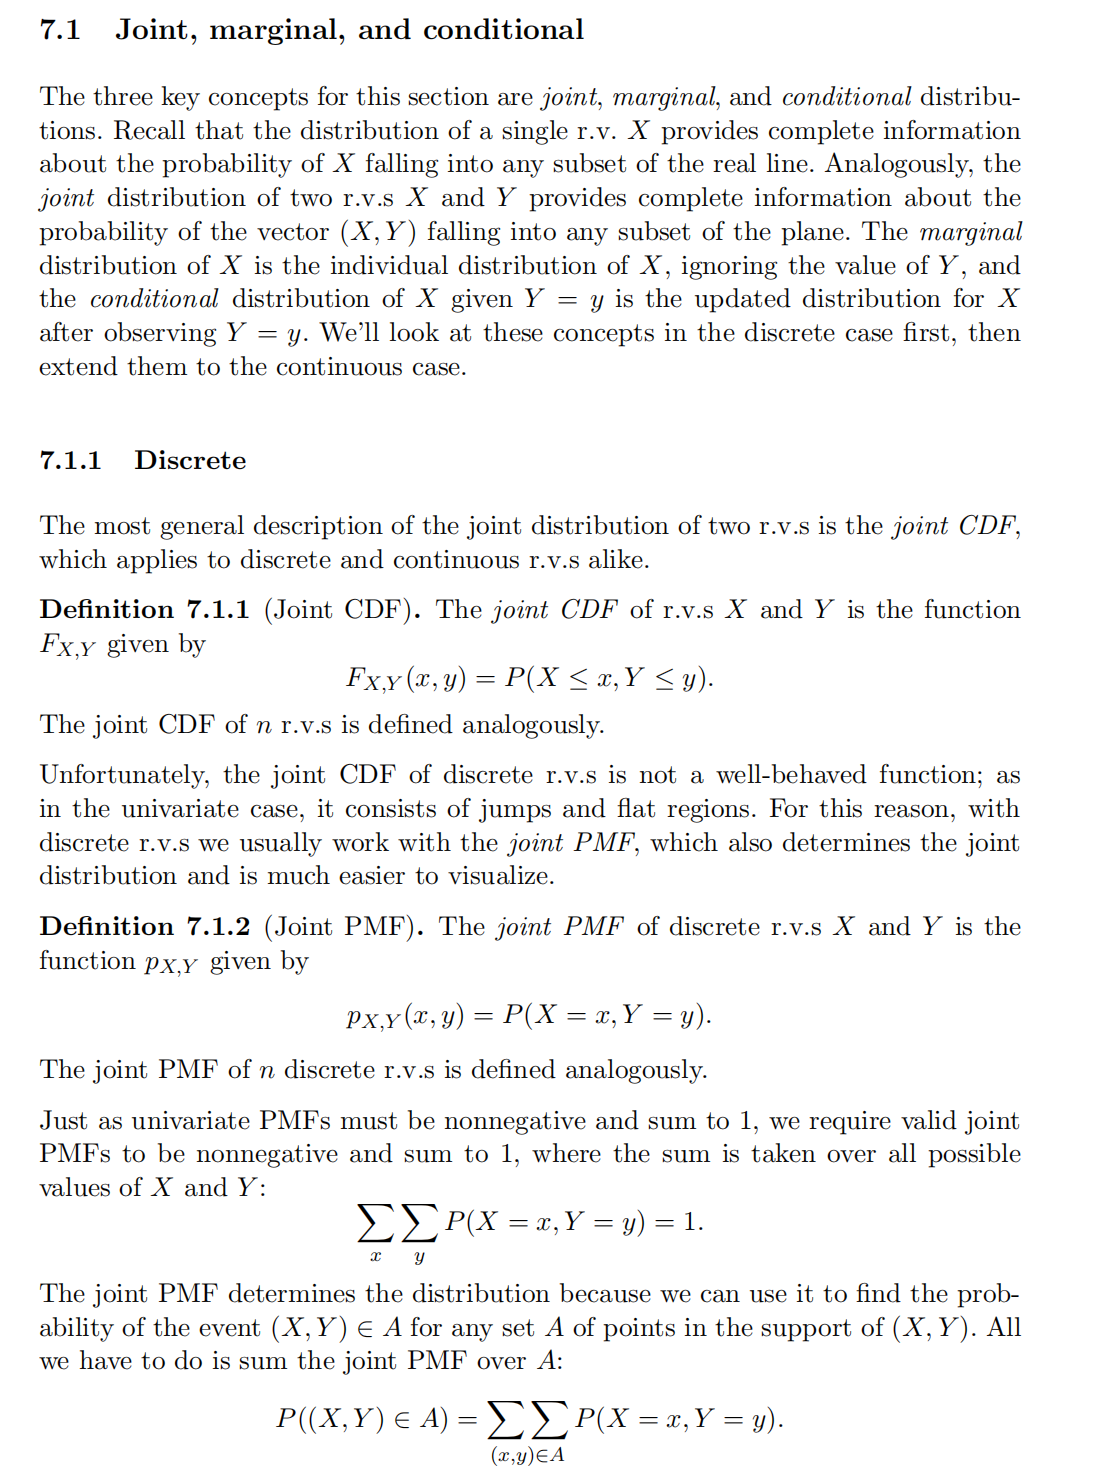 7.1 Joint, marginal, and conditional
The three key concepts for this section are joint, marginal, and conditional distribu-
tions. Recall that the distribution of a single r.v. X provides complete information
about the probability of X falling into any subset of the real line. Analogously, the
joint distribution of two r.v.s X and Y provides complete information about the
probability of the vector (X, Y) falling into any subset of the plane. The marginal
distribution of X is the individual distribution of X, ignoring the value of Y, and
the conditional distribution of X given Y = y is the updated distribution for X
after observing Y = y. We'll look at these concepts in the discrete case first, then
extend them to the continuous case.
7.1.1 Discrete
The most general description of the joint distribution of two r.v.s is the joint CDF,
which applies to discrete and continuous r.v.s alike.
Definition 7.1.1 (Joint CDF). The joint CDF of r.v.s X and Y is the function
F_{X,Y} given by
F_{X,Y}(x, y) = P(X ≤ x, Y ≤ y).
The joint CDF of n r.v.s is defined analogously.
Unfortunately, the joint CDF of discrete r.v.s is not a well-behaved function; as
in the univariate case, it consists of jumps and flat regions. For this reason, with
discrete r.v.s we usually work with the joint PMF, which also determines the joint
distribution and is much easier to visualize.
Definition 7.1.2 (Joint PMF). The joint PMF of discrete r.v.s X and Y is the
function p_{X,Y} given by
p_{X,Y}(x, y) = P(X = x, Y = y).
The joint PMF of n discrete r.v.s is defined analogously.
Just as univariate PMFs must be nonnegative and sum to 1, we require valid joint
PMFs to be nonnegative and sum to 1, where the sum is taken over all possible
values of X and Y:
∑_x ∑_y P(X = x, Y = y) = 1.
The joint PMF determines the distribution because we can use it to find the prob-
ability of the event (X, Y) ∈ A for any set A of points in the support of (X, Y). All
we have to do is sum the joint PMF over A:
P((X, Y) ∈ A) = ∑∑_{(x,y)∈A} P(X = x, Y = y).